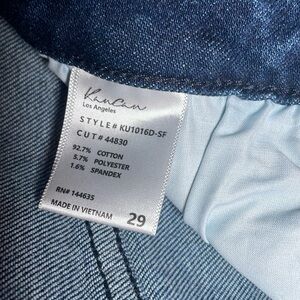 KanCan
Los Angeles
STYLE# KU1016D-SF
CUT# 44830
92.7% COTTON
5.7% POLYESTER
1.6% SPANDEX
RN# 144635
MADE IN VIETNAM
29